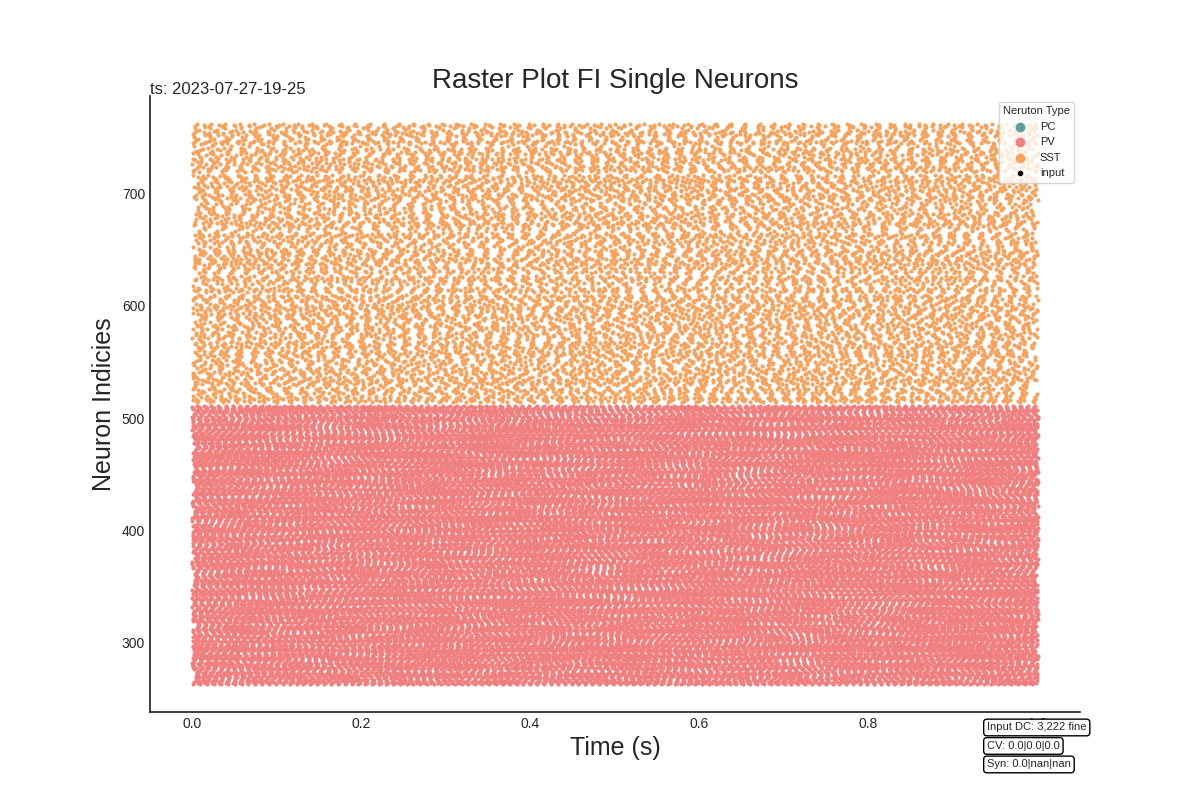 Raster Plot FI Single Neurons
ts: 2023-07-27-19-25
Neruton Type
PC
PV
SST
input
Neuron Indicies
700
600
500
400
300
0.0 0.2 0.4 0.6 0.8
Time (s)
Input DC: 3,222 fine
CV: 0.0|0.0|0.0
Syn: 0.0|nan|nan